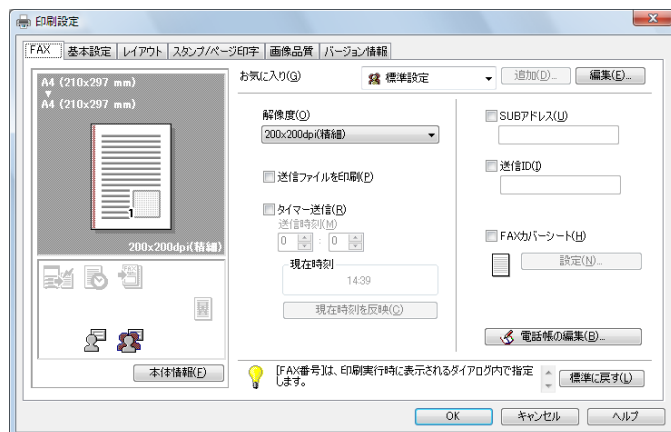 印刷設定
FAX 基本設定 レイアウト スタンプ/ページ印字 画像品質 バージョン情報
A4 (210x297 mm)
A4 (210x297 mm)
1
200x200dpi(精細)
本体情報(F)
お気に入り(G) 標準設定 追加(D)... 編集(E)...
解像度(O)
200x200dpi(精細)
送信ファイルを印刷(P)
タイマー送信(R)
送信時刻(M)
0 : 0
現在時刻
14:39
現在時刻を反映(C)
SUBアドレス(U)
送信ID(I)
FAXカバーシート(H)
設定(N)...
電話帳の編集(B)...
[FAX番号]は、印刷実行時に表示されるダイアログ内で指定
します。
標準に戻す(L)
OK キャンセル ヘルプ